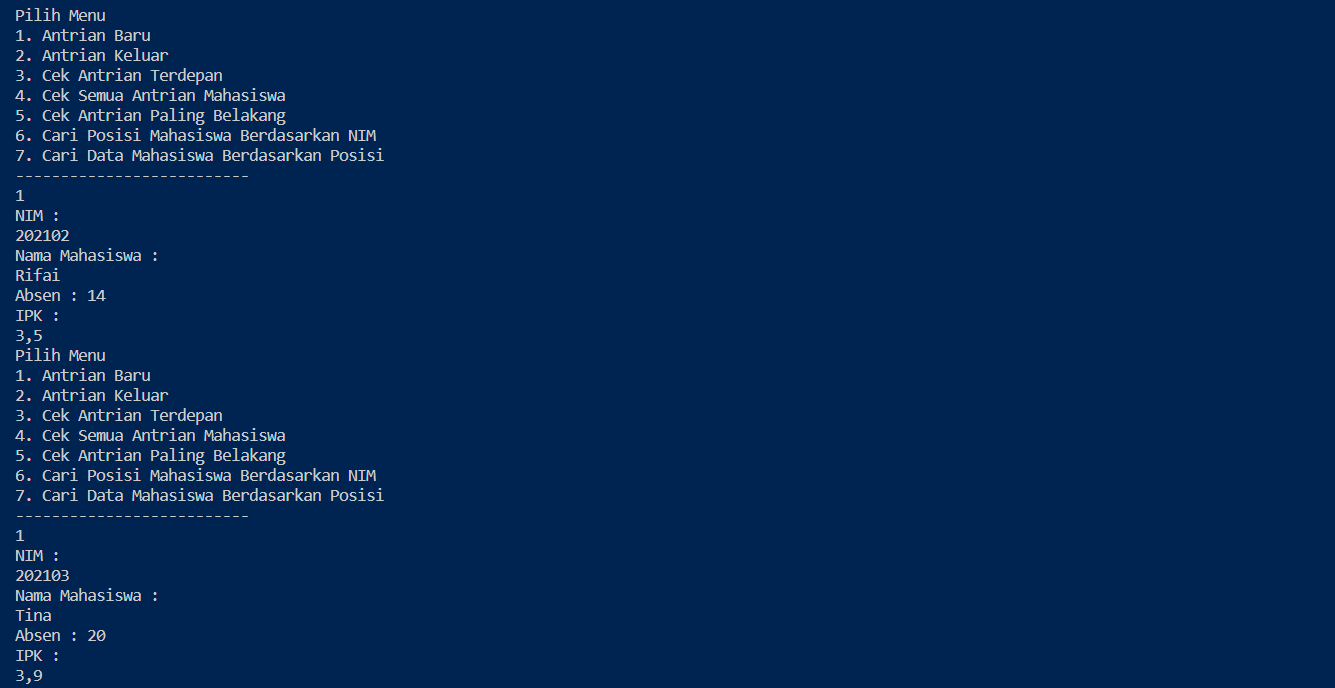 Pilih Menu
1. Antrian Baru
2. Antrian Keluar
3. Cek Antrian Terdepan
4. Cek Semua Antrian Mahasiswa
5. Cek Antrian Paling Belakang
6. Cari Posisi Mahasiswa Berdasarkan NIM
7. Cari Data Mahasiswa Berdasarkan Posisi
--------------------------
1
NIM :
202102
Nama Mahasiswa :
Rifai
Absen : 14
IPK :
3,5
Pilih Menu
1. Antrian Baru
2. Antrian Keluar
3. Cek Antrian Terdepan
4. Cek Semua Antrian Mahasiswa
5. Cek Antrian Paling Belakang
6. Cari Posisi Mahasiswa Berdasarkan NIM
7. Cari Data Mahasiswa Berdasarkan Posisi
--------------------------
1
NIM :
202103
Nama Mahasiswa :
Tina
Absen : 20
IPK :
3,9